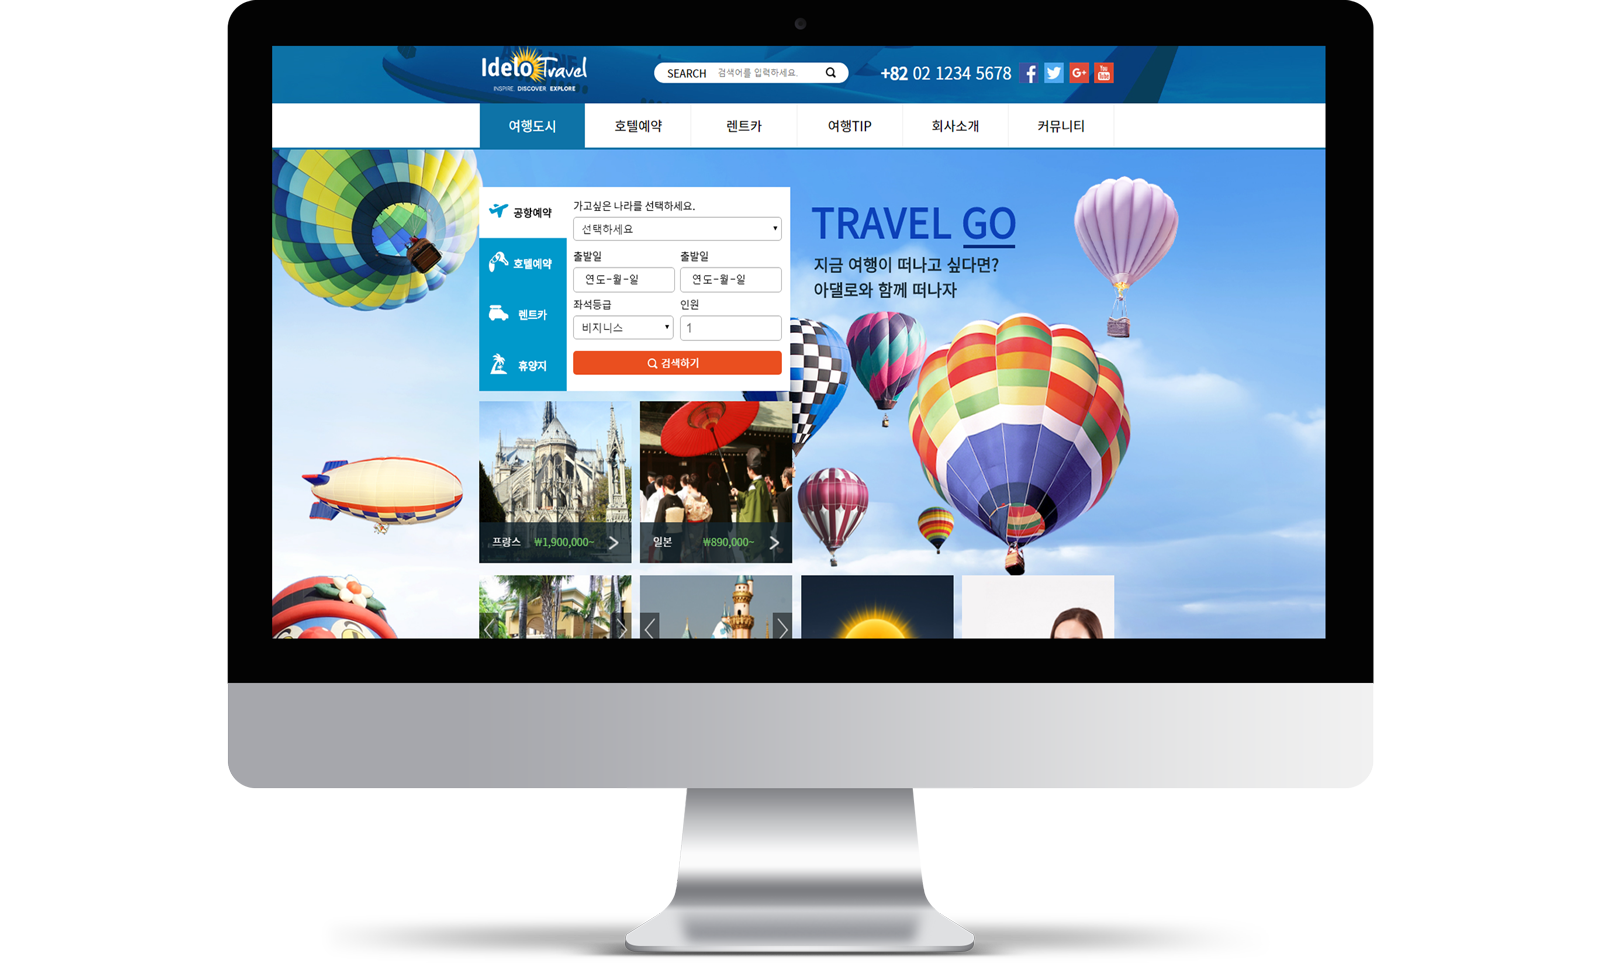 Idelo Travel
INSPIRE. DISCOVER. EXPLORE
SEARCH 검색어를 입력하세요.
+82 02 1234 5678
f
G+
You Tube
여행도시 호텔예약 렌트카 여행TIP 회사소개 커뮤니티
공항예약
호텔예약
렌트카
휴양지
가고싶은 나라를 선택하세요.
선택하세요
출발일 출발일
연도-월-일 연도-월-일
좌석등급 인원
비지니스 1
검색하기
TRAVEL GO
지금 여행이 떠나고 싶다면?
아델로와 함께 떠나자
프랑스 ₩1,900,000~
일본 ₩890,000~